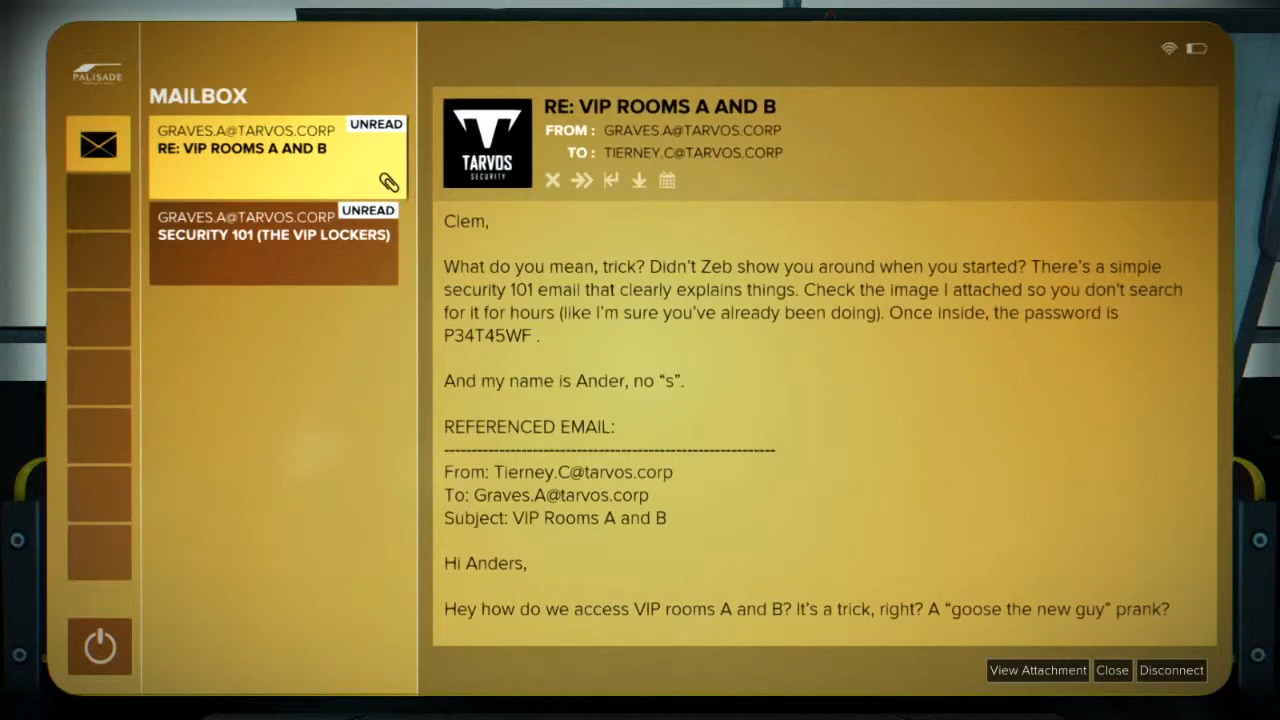 PALISADE
MAILBOX
GRAVES.A@TARVOS.CORP
UNREAD
RE: VIP ROOMS A AND B
GRAVES.A@TARVOS.CORP
UNREAD
SECURITY 101 (THE VIP LOCKERS)
TARVOS
SECURITY
RE: VIP ROOMS A AND B
FROM : GRAVES.A@TARVOS.CORP
TO : TIERNEY.C@TARVOS.CORP
Clem,
What do you mean, trick? Didn't Zeb show you around when you started? There's a simple
security 101 email that clearly explains things. Check the image I attached so you don't search
for it for hours (like I'm sure you've already been doing). Once inside, the password is
P34T45WF .
And my name is Ander, no “s”.
REFERENCED EMAIL:
------------------------------------------------------------
From: Tierney.C@tarvos.corp
To: Graves.A@tarvos.corp
Subject: VIP Rooms A and B
Hi Anders,
Hey how do we access VIP rooms A and B? It's a trick, right? A “goose the new guy” prank?
View Attachment
Close
Disconnect